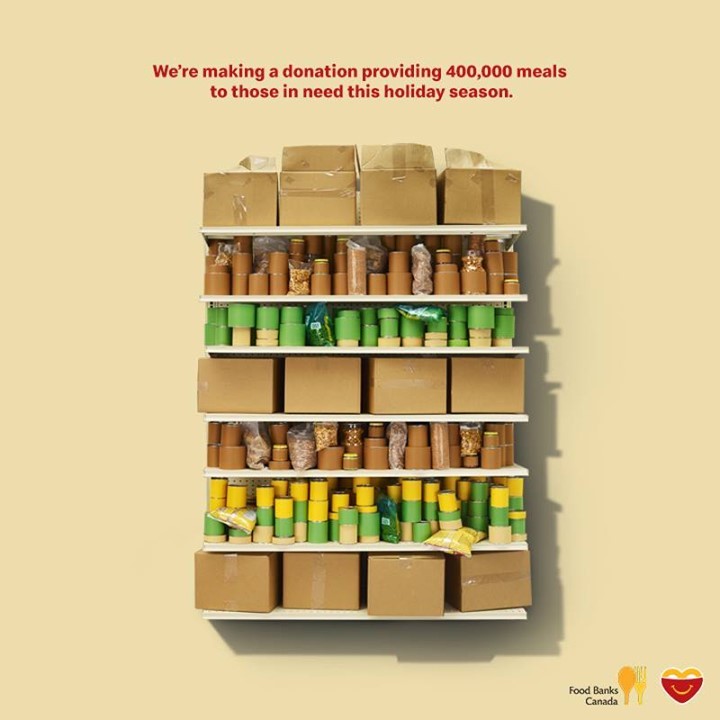 We're making a donation providing 400,000 meals
to those in need this holiday season.
Food Banks
Canada